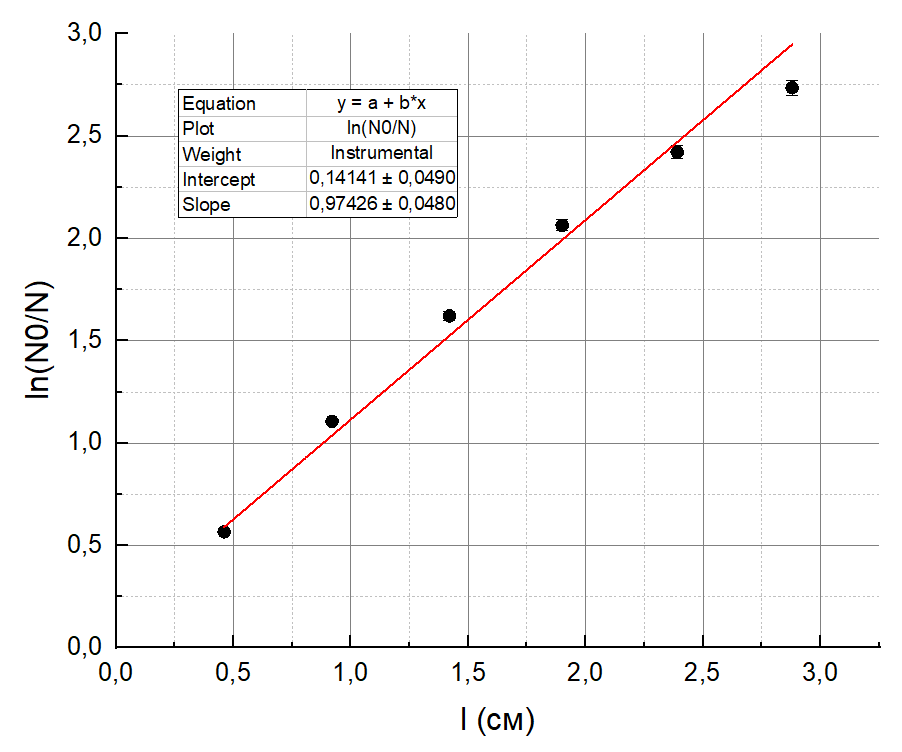 3,0
2,5
2,0
1,5
1,0
0,5
0,0
ln(N0/N)
Equation y = a + b*x
Plot ln(N0/N)
Weight Instrumental
Intercept 0,14141 ± 0,0490
Slope 0,97426 ± 0,0480
0,0 0,5 1,0 1,5 2,0 2,5 3,0
l (см)